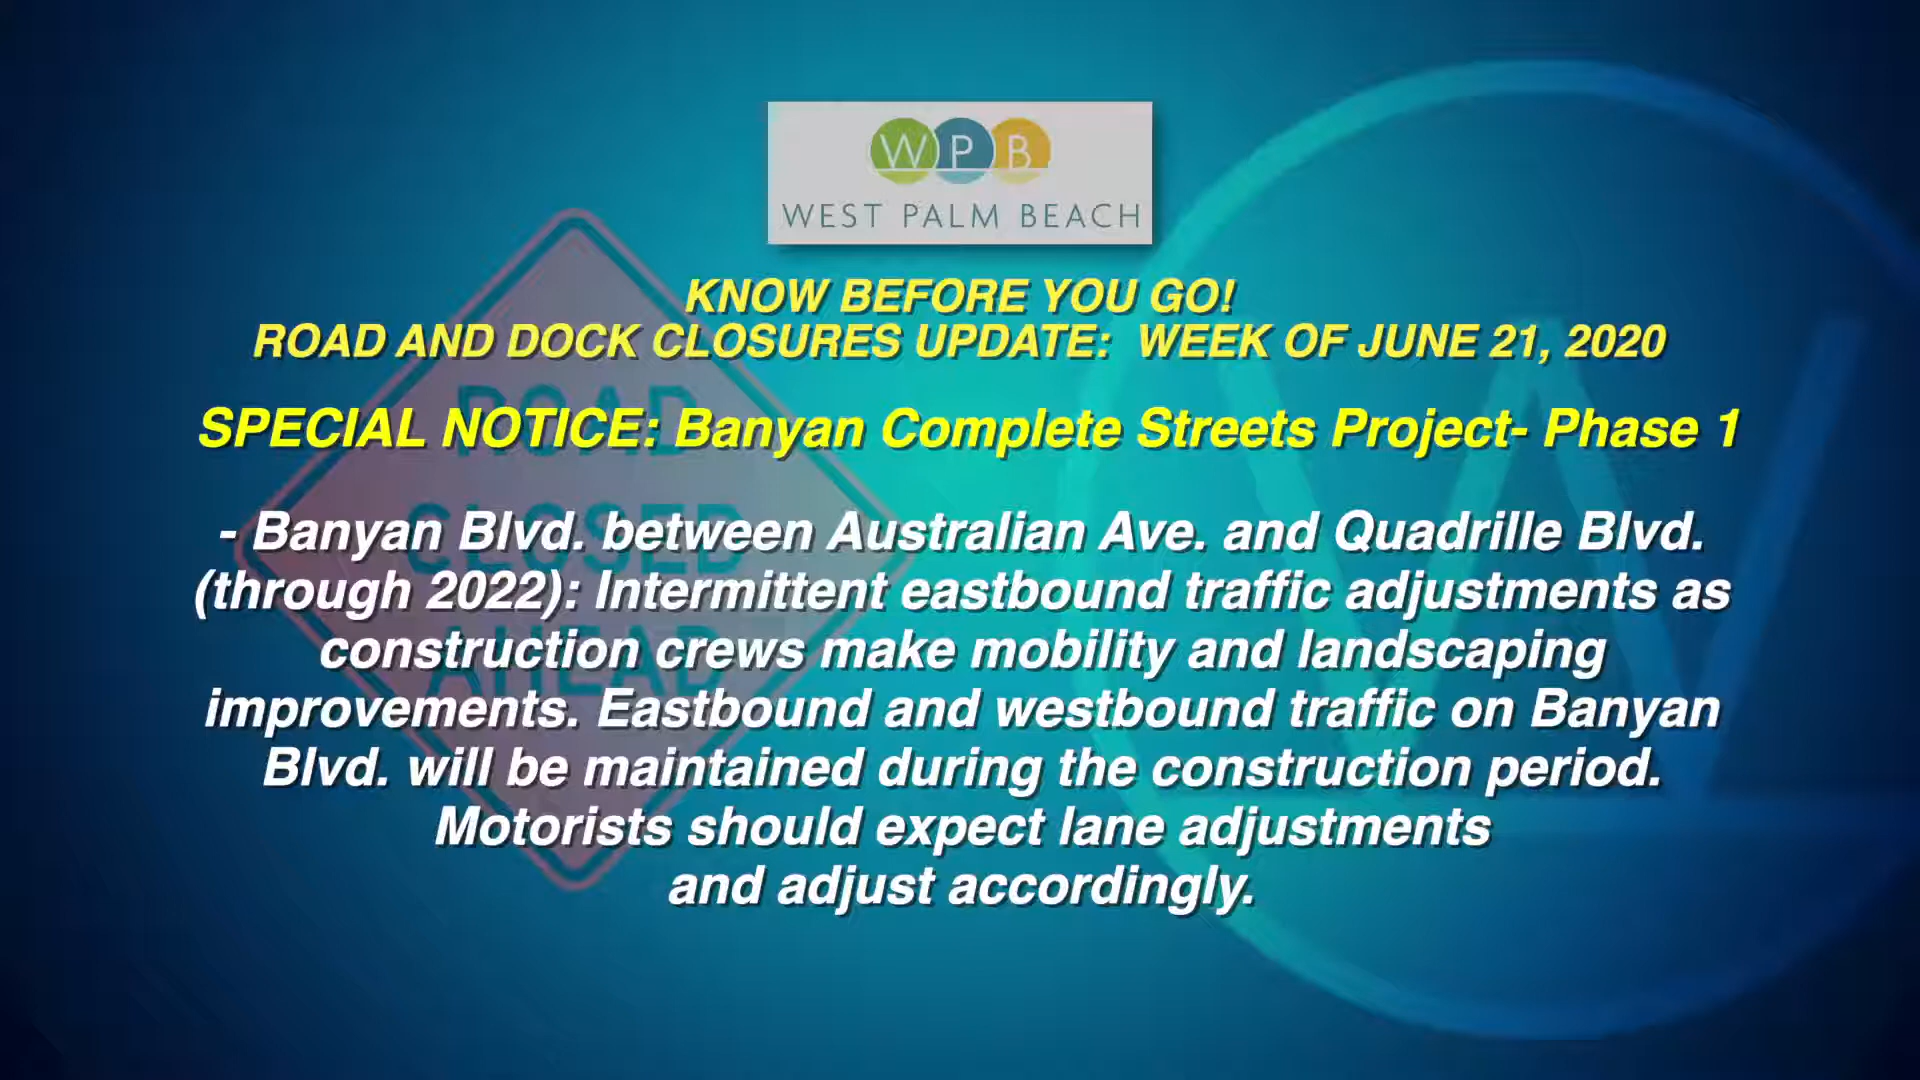 WPB
WEST PALM BEACH
KNOW BEFORE YOU GO!
ROAD AND DOCK CLOSURES UPDATE: WEEK OF JUNE 21, 2020
SPECIAL NOTICE: Banyan Complete Streets Project- Phase 1
- Banyan Blvd. between Australian Ave. and Quadrille Blvd.
(through 2022): Intermittent eastbound traffic adjustments as
construction crews make mobility and landscaping
improvements. Eastbound and westbound traffic on Banyan
Blvd. will be maintained during the construction period.
Motorists should expect lane adjustments
and adjust accordingly.
ROAD
CLOSED
AHEAD
W